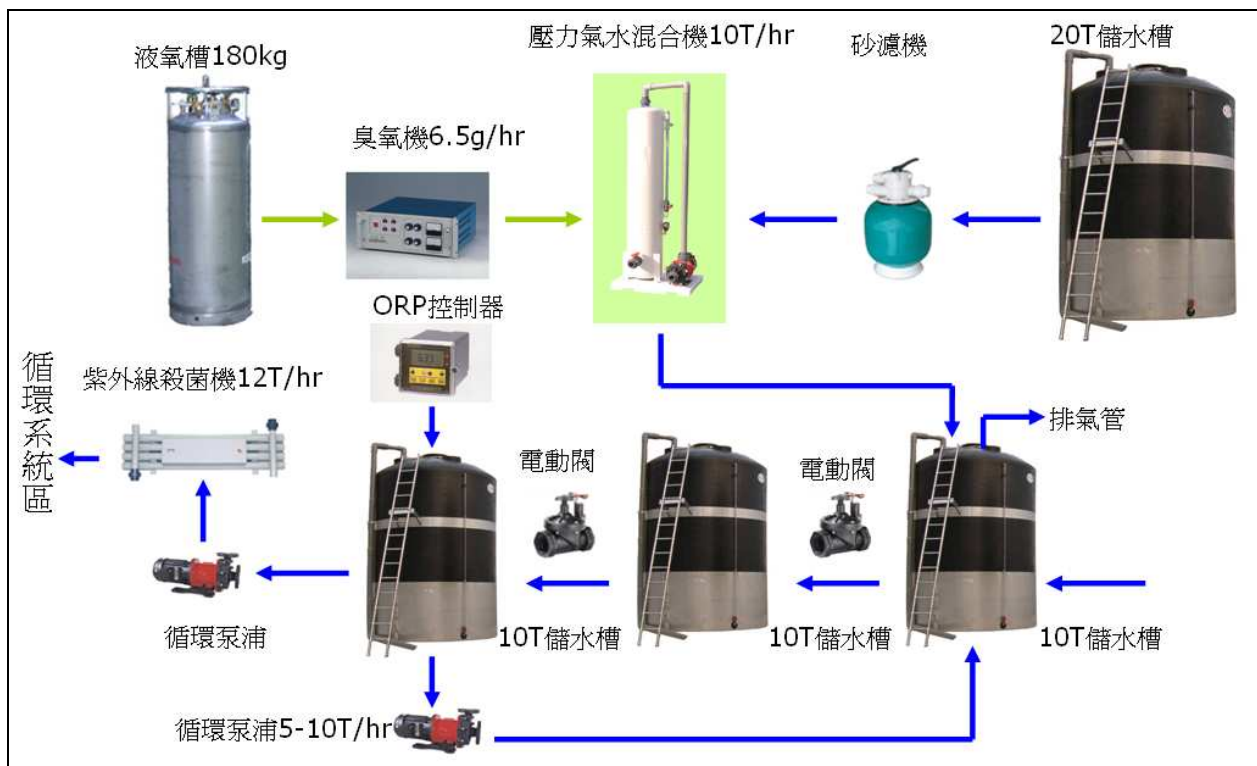 液氧槽180kg
壓力氣水混合機10T/hr
砂濾機
20T儲水槽
臭氧機6.5g/hr
ORP控制器
循環系統區
紫外線殺菌機12T/hr
電動閥
電動閥
排氣管
循環泵浦
10T儲水槽
10T儲水槽
10T儲水槽
循環泵浦5-10T/hr